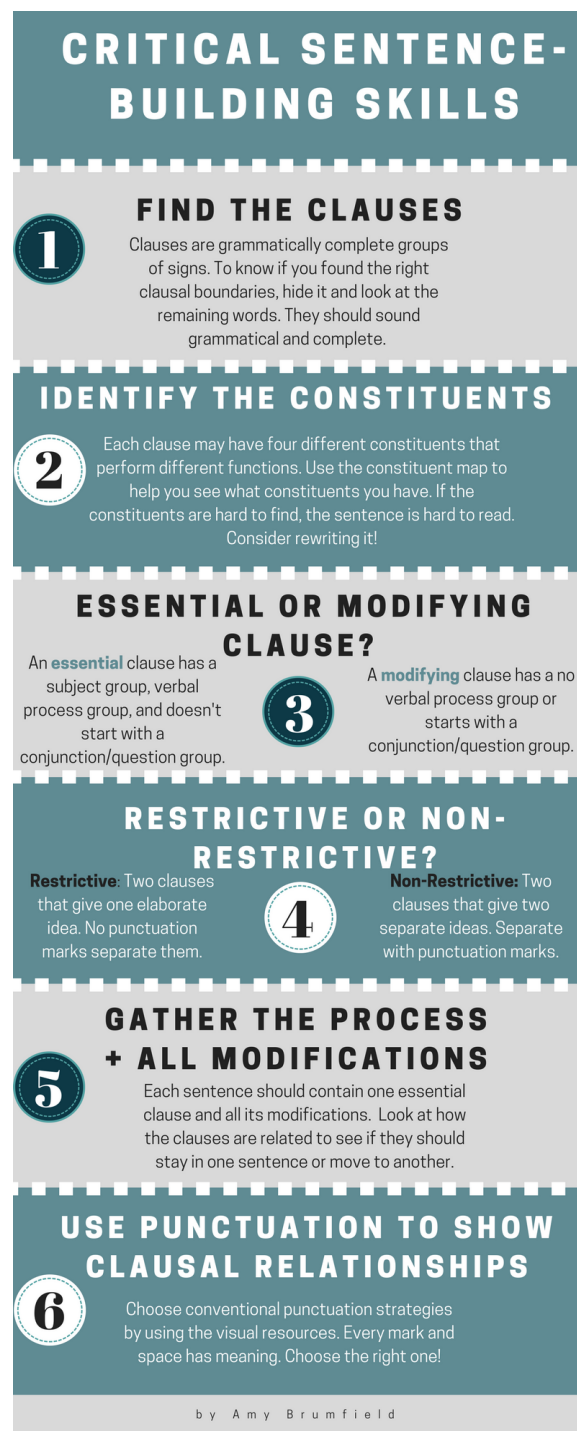 CRITICAL SENTENCE-
BUILDING SKILLS
1
FIND THE CLAUSES
Clauses are grammatically complete groups
of signs. To know if you found the right
clausal boundaries, hide it and look at the
remaining words. They should sound
grammatical and complete.
IDENTIFY THE CONSTITUENTS
2
Each clause may have four different constituents that
perform different functions. Use the constituent map to
help you see what constituents you have. If the
constituents are hard to find, the sentence is hard to read.
Consider rewriting it!
ESSENTIAL OR MODIFYING
CLAUSE?
An essential clause has a
subject group, verbal
process group, and doesn't
start with a
conjunction/question group.
3
A modifying clause has a no
verbal process group or
starts with a
conjunction/question group.
RESTRICTIVE OR NON-
RESTRICTIVE?
Restrictive: Two clauses
that give one elaborate
idea. No punctuation
marks separate them.
4
Non-Restrictive: Two
clauses that give two
separate ideas. Separate
with punctuation marks.
GATHER THE PROCESS
+ ALL MODIFICATIONS
5
Each sentence should contain one essential
clause and all its modifications. Look at how
the clauses are related to see if they should
stay in one sentence or move to another.
USE PUNCTUATION TO SHOW
CLAUSAL RELATIONSHIPS
6
Choose conventional punctuation strategies
by using the visual resources. Every mark and
space has meaning. Choose the right one!
by Amy Brumfield